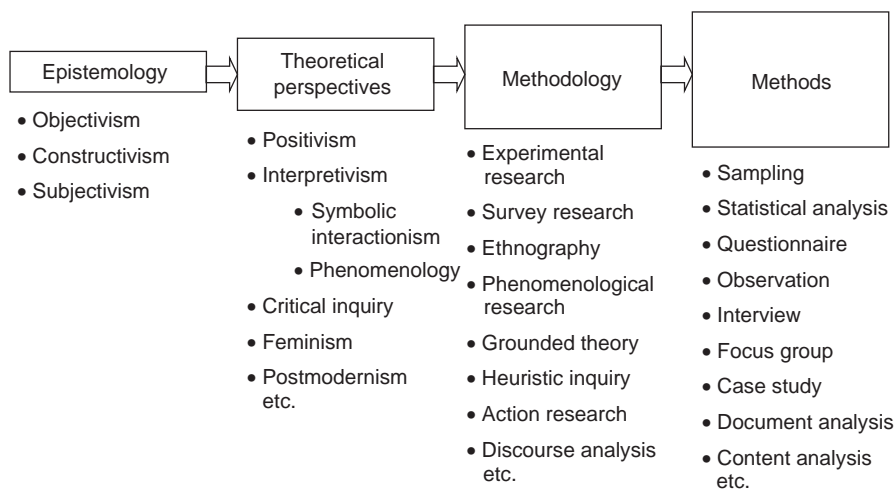 Epistemology
• Objectivism
• Constructivism
• Subjectivism
Theoretical
perspectives
• Positivism
• Interpretivism
• Symbolic
interactionism
• Phenomenology
• Critical inquiry
• Feminism
• Postmodernism
etc.
Methodology
• Experimental
research
• Survey research
• Ethnography
• Phenomenological
research
• Grounded theory
• Heuristic inquiry
• Action research
• Discourse analysis
etc.
Methods
• Sampling
• Statistical analysis
• Questionnaire
• Observation
• Interview
• Focus group
• Case study
• Document analysis
• Content analysis
etc.